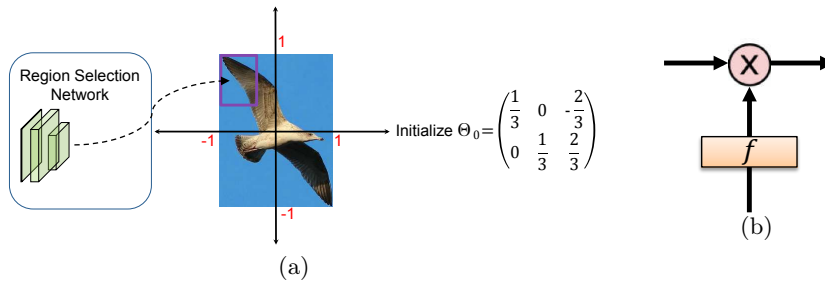 1
Region Selection
Network
-1
1
-1
Initialize Θ₀=
1/3 0 -2/3
0 1/3 2/3
(a)
X
f
(b)